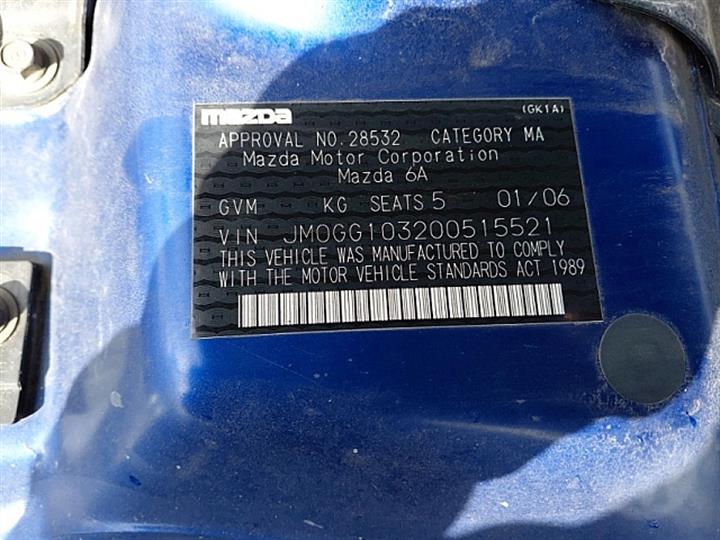 mazda (GK1A)
APPROVAL NO.28532 CATEGORY MA
Mazda Motor Corporation
Mazda 6A
GVM KG SEATS 5 01/06
VIN JM0GG103200515521
THIS VEHICLE WAS MANUFACTURED TO COMPLY
WITH THE MOTOR VEHICLE STANDARDS ACT 1989